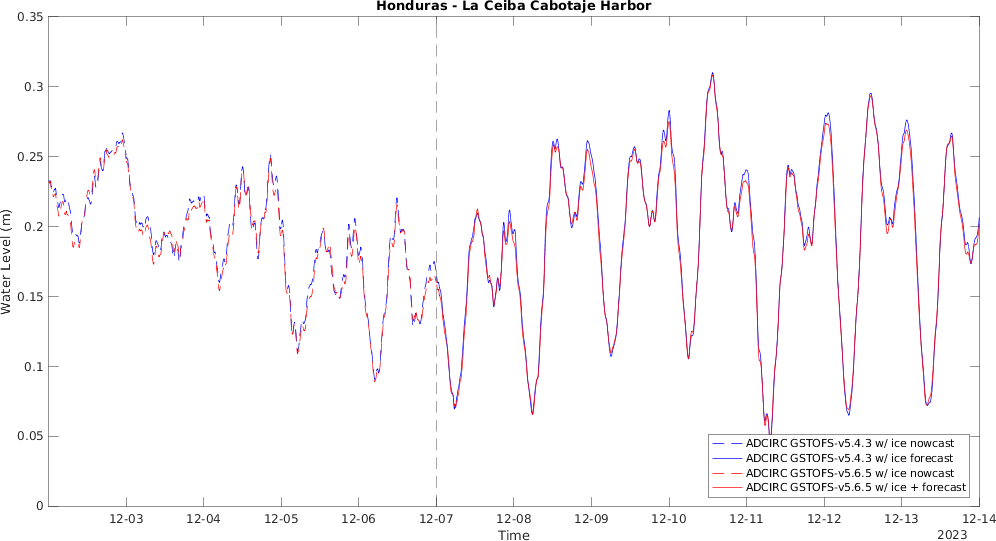 Honduras - La Ceiba Cabotaje Harbor
0.35
0.3
0.25
0.2
0.15
0.1
0.05
0
Water Level (m)
12-03 12-04 12-05 12-06 12-07 12-08 12-09 12-10 12-11 12-12 12-13 12-14
Time
2023
ADCIRC GSTOFS-v5.4.3 w/ ice nowcast
ADCIRC GSTOFS-v5.4.3 w/ ice forecast
ADCIRC GSTOFS-v5.6.5 w/ ice nowcast
ADCIRC GSTOFS-v5.6.5 w/ ice + forecast